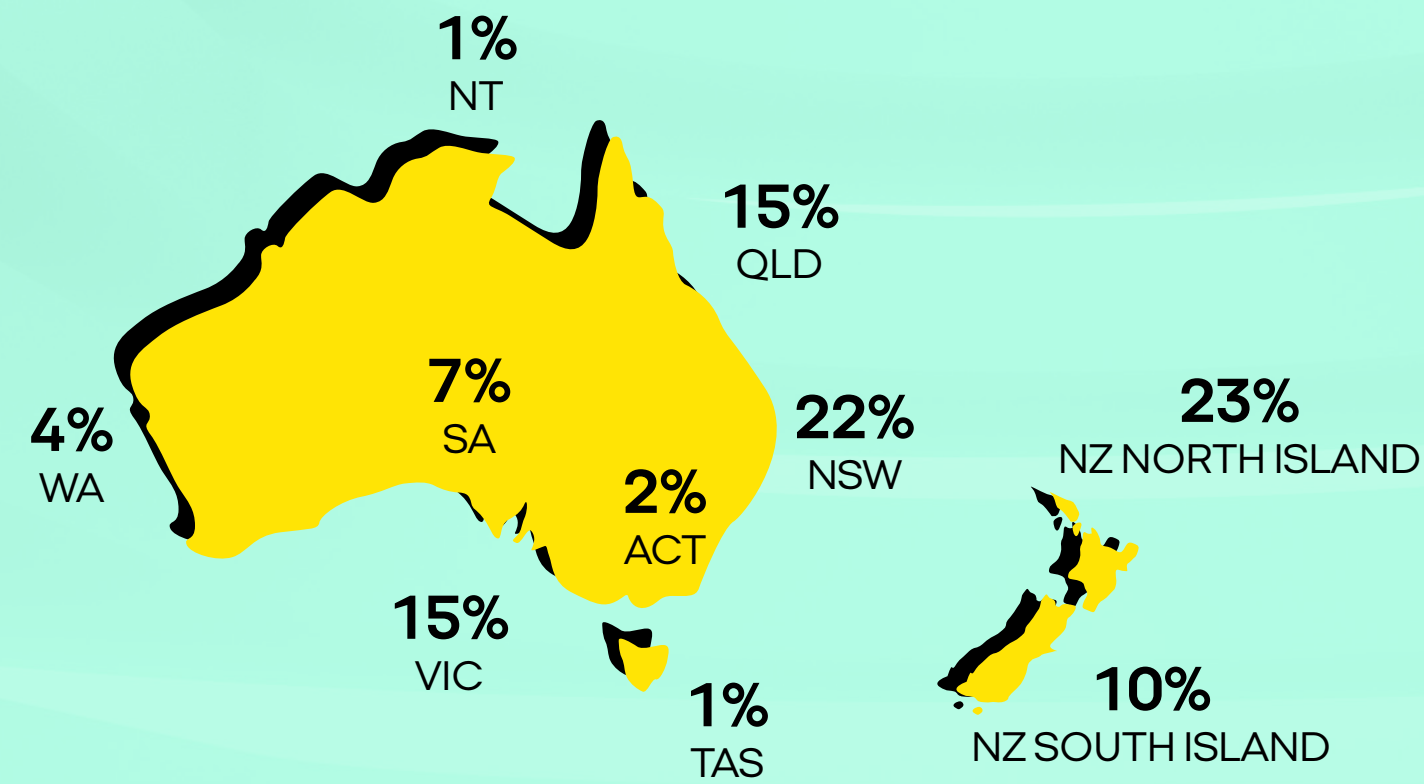 1%
NT
15%
QLD
7%
SA
4%
WA
22%
NSW
2%
ACT
23%
NZ NORTH ISLAND
15%
VIC
1%
TAS
10%
NZ SOUTH ISLAND